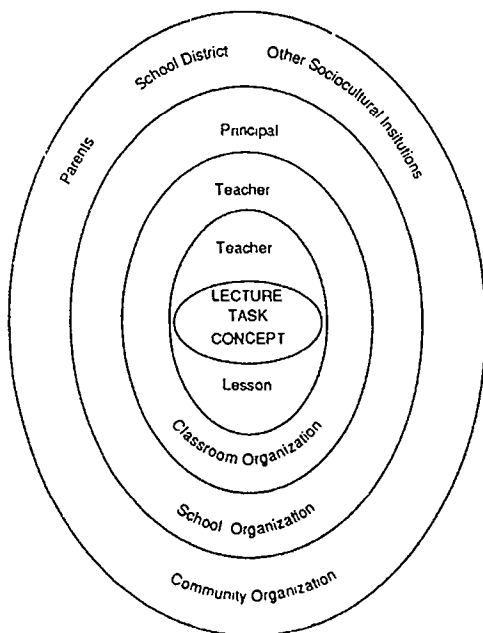 School District
Other Sociocultural Insitutions
Parents
Principal
Teacher
Teacher
LECTURE
TASK
CONCEPT
Lesson
Classroom Organization
School Organization
Community Organization